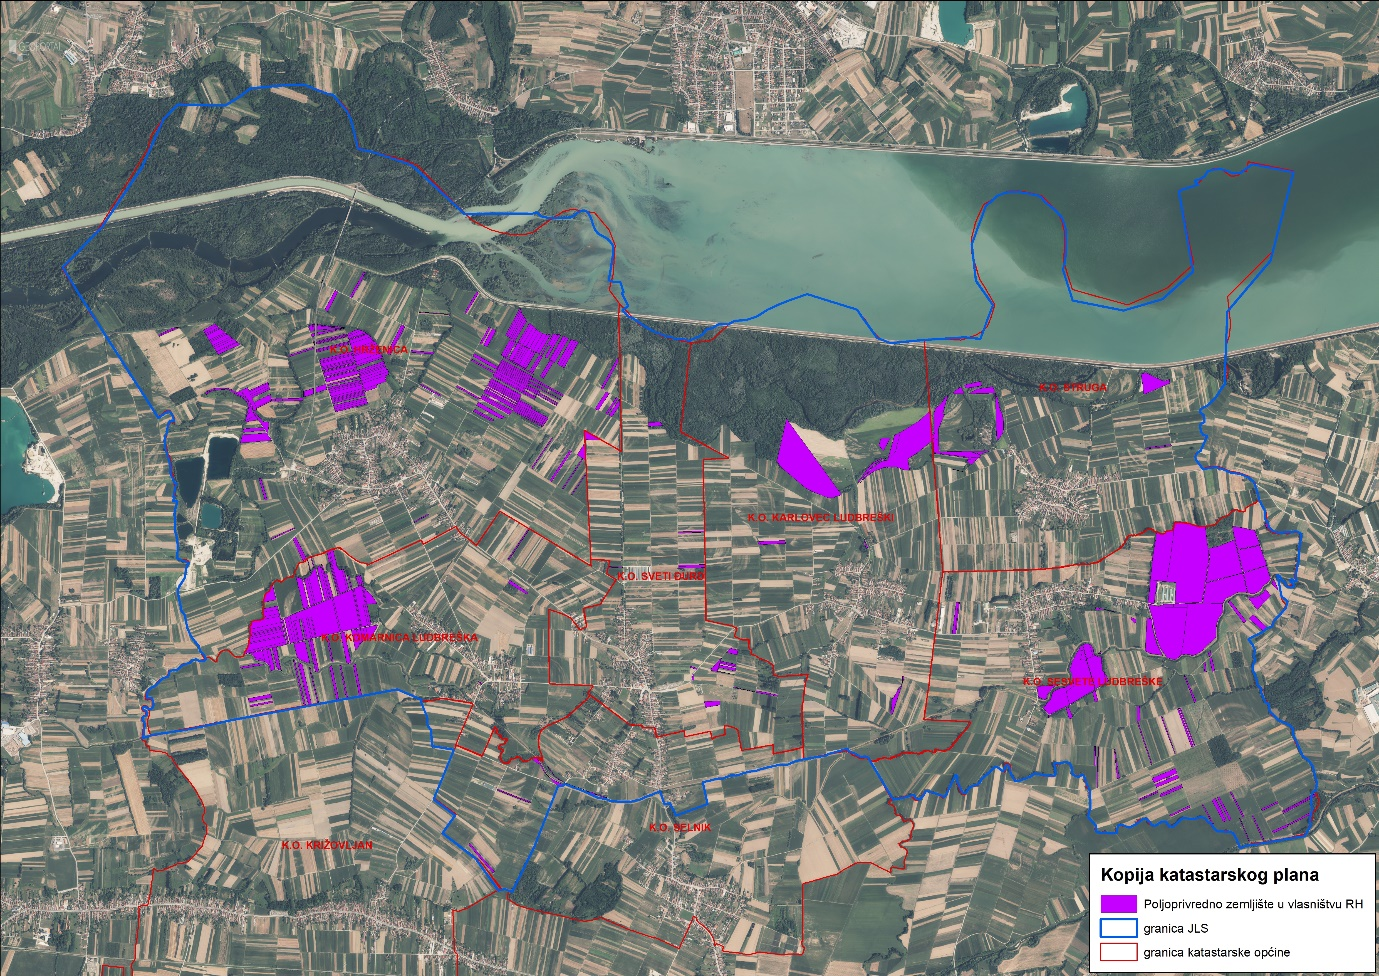 K.O. HRŽENICA
K.O. STRUGA
K.O. KARLOVEC LUDBREŠKI
K.O. SVETI ĐURĐ
K.O. KOMARNICA LUDBREŠKA
K.O. SESVETE LUDBREŠKE
K.O. SELNIK
K.O. KRIŽOVLJAN
Kopija katastarskog plana
Poljoprivredno zemljište u vlasništvu RH
granica JLS
granica katastarske općine